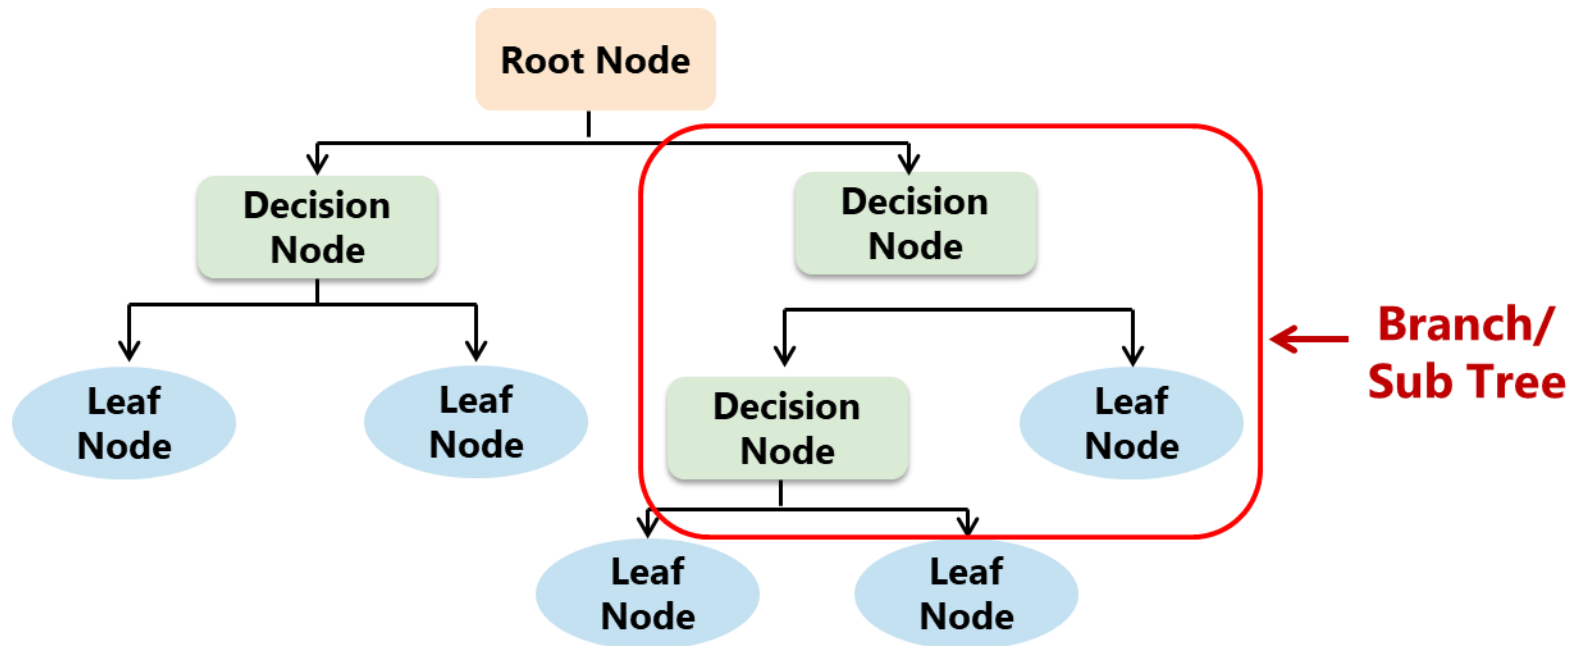 Root Node
Decision
Node
Decision
Node
Branch/
Sub Tree
Leaf
Node
Leaf
Node
Decision
Node
Leaf
Node
Leaf
Node
Leaf
Node